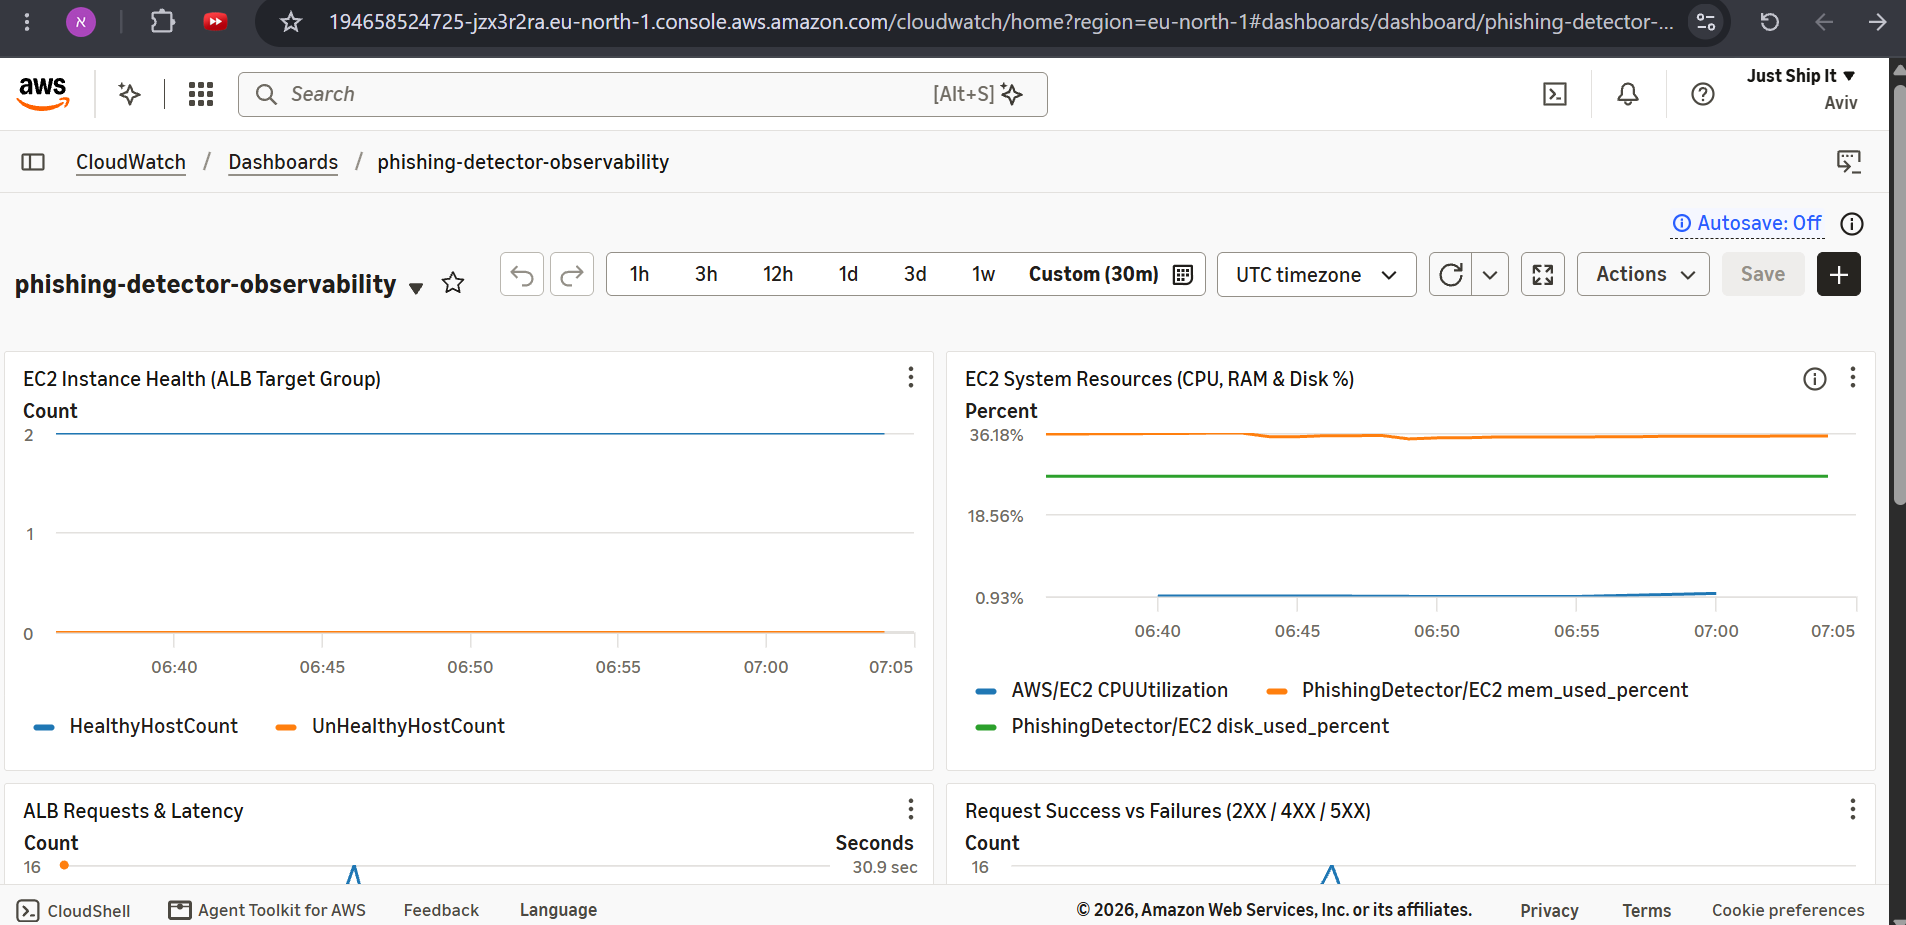 א
194658524725-jzx3r2ra.eu-north-1.console.aws.amazon.com/cloudwatch/home?region=eu-north-1#dashboards/dashboard/phishing-detector-...
aws
Search
[Alt+S]
Just Ship It ▼
Aviv
CloudWatch / Dashboards / phishing-detector-observability
Autosave: Off
phishing-detector-observability
1h 3h 12h 1d 3d 1w Custom (30m)
UTC timezone
Actions
Save
EC2 Instance Health (ALB Target Group)
Count
2
1
0
06:40 06:45 06:50 06:55 07:00 07:05
HealthyHostCount UnHealthyHostCount
EC2 System Resources (CPU, RAM & Disk %)
Percent
36.18%
18.56%
0.93%
06:40 06:45 06:50 06:55 07:00 07:05
AWS/EC2 CPUUtilization PhishingDetector/EC2 mem_used_percent
PhishingDetector/EC2 disk_used_percent
ALB Requests & Latency
Count Seconds
16 30.9 sec
Request Success vs Failures (2XX / 4XX / 5XX)
Count
16
CloudShell Agent Toolkit for AWS Feedback Language
© 2026, Amazon Web Services, Inc. or its affiliates. Privacy Terms Cookie preferences